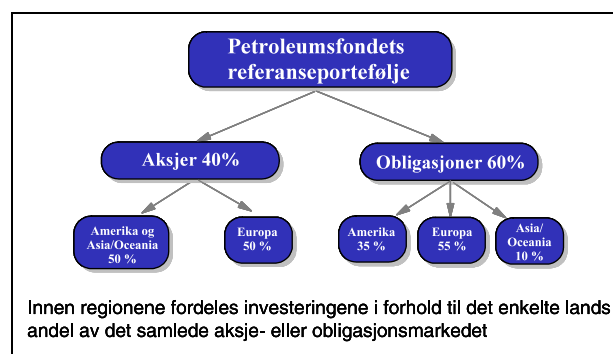 Petroleumsfondets
referanseportefølje
Aksjer 40%
Obligasjoner 60%
Amerika og
Asia/Oceania
50 %
Europa
50 %
Amerika
35 %
Europa
55 %
Asia/
Oceania
10 %
Innen regionene fordeles investeringene i forhold til det enkelte lands
andel av det samlede aksje- eller obligasjonsmarkedet